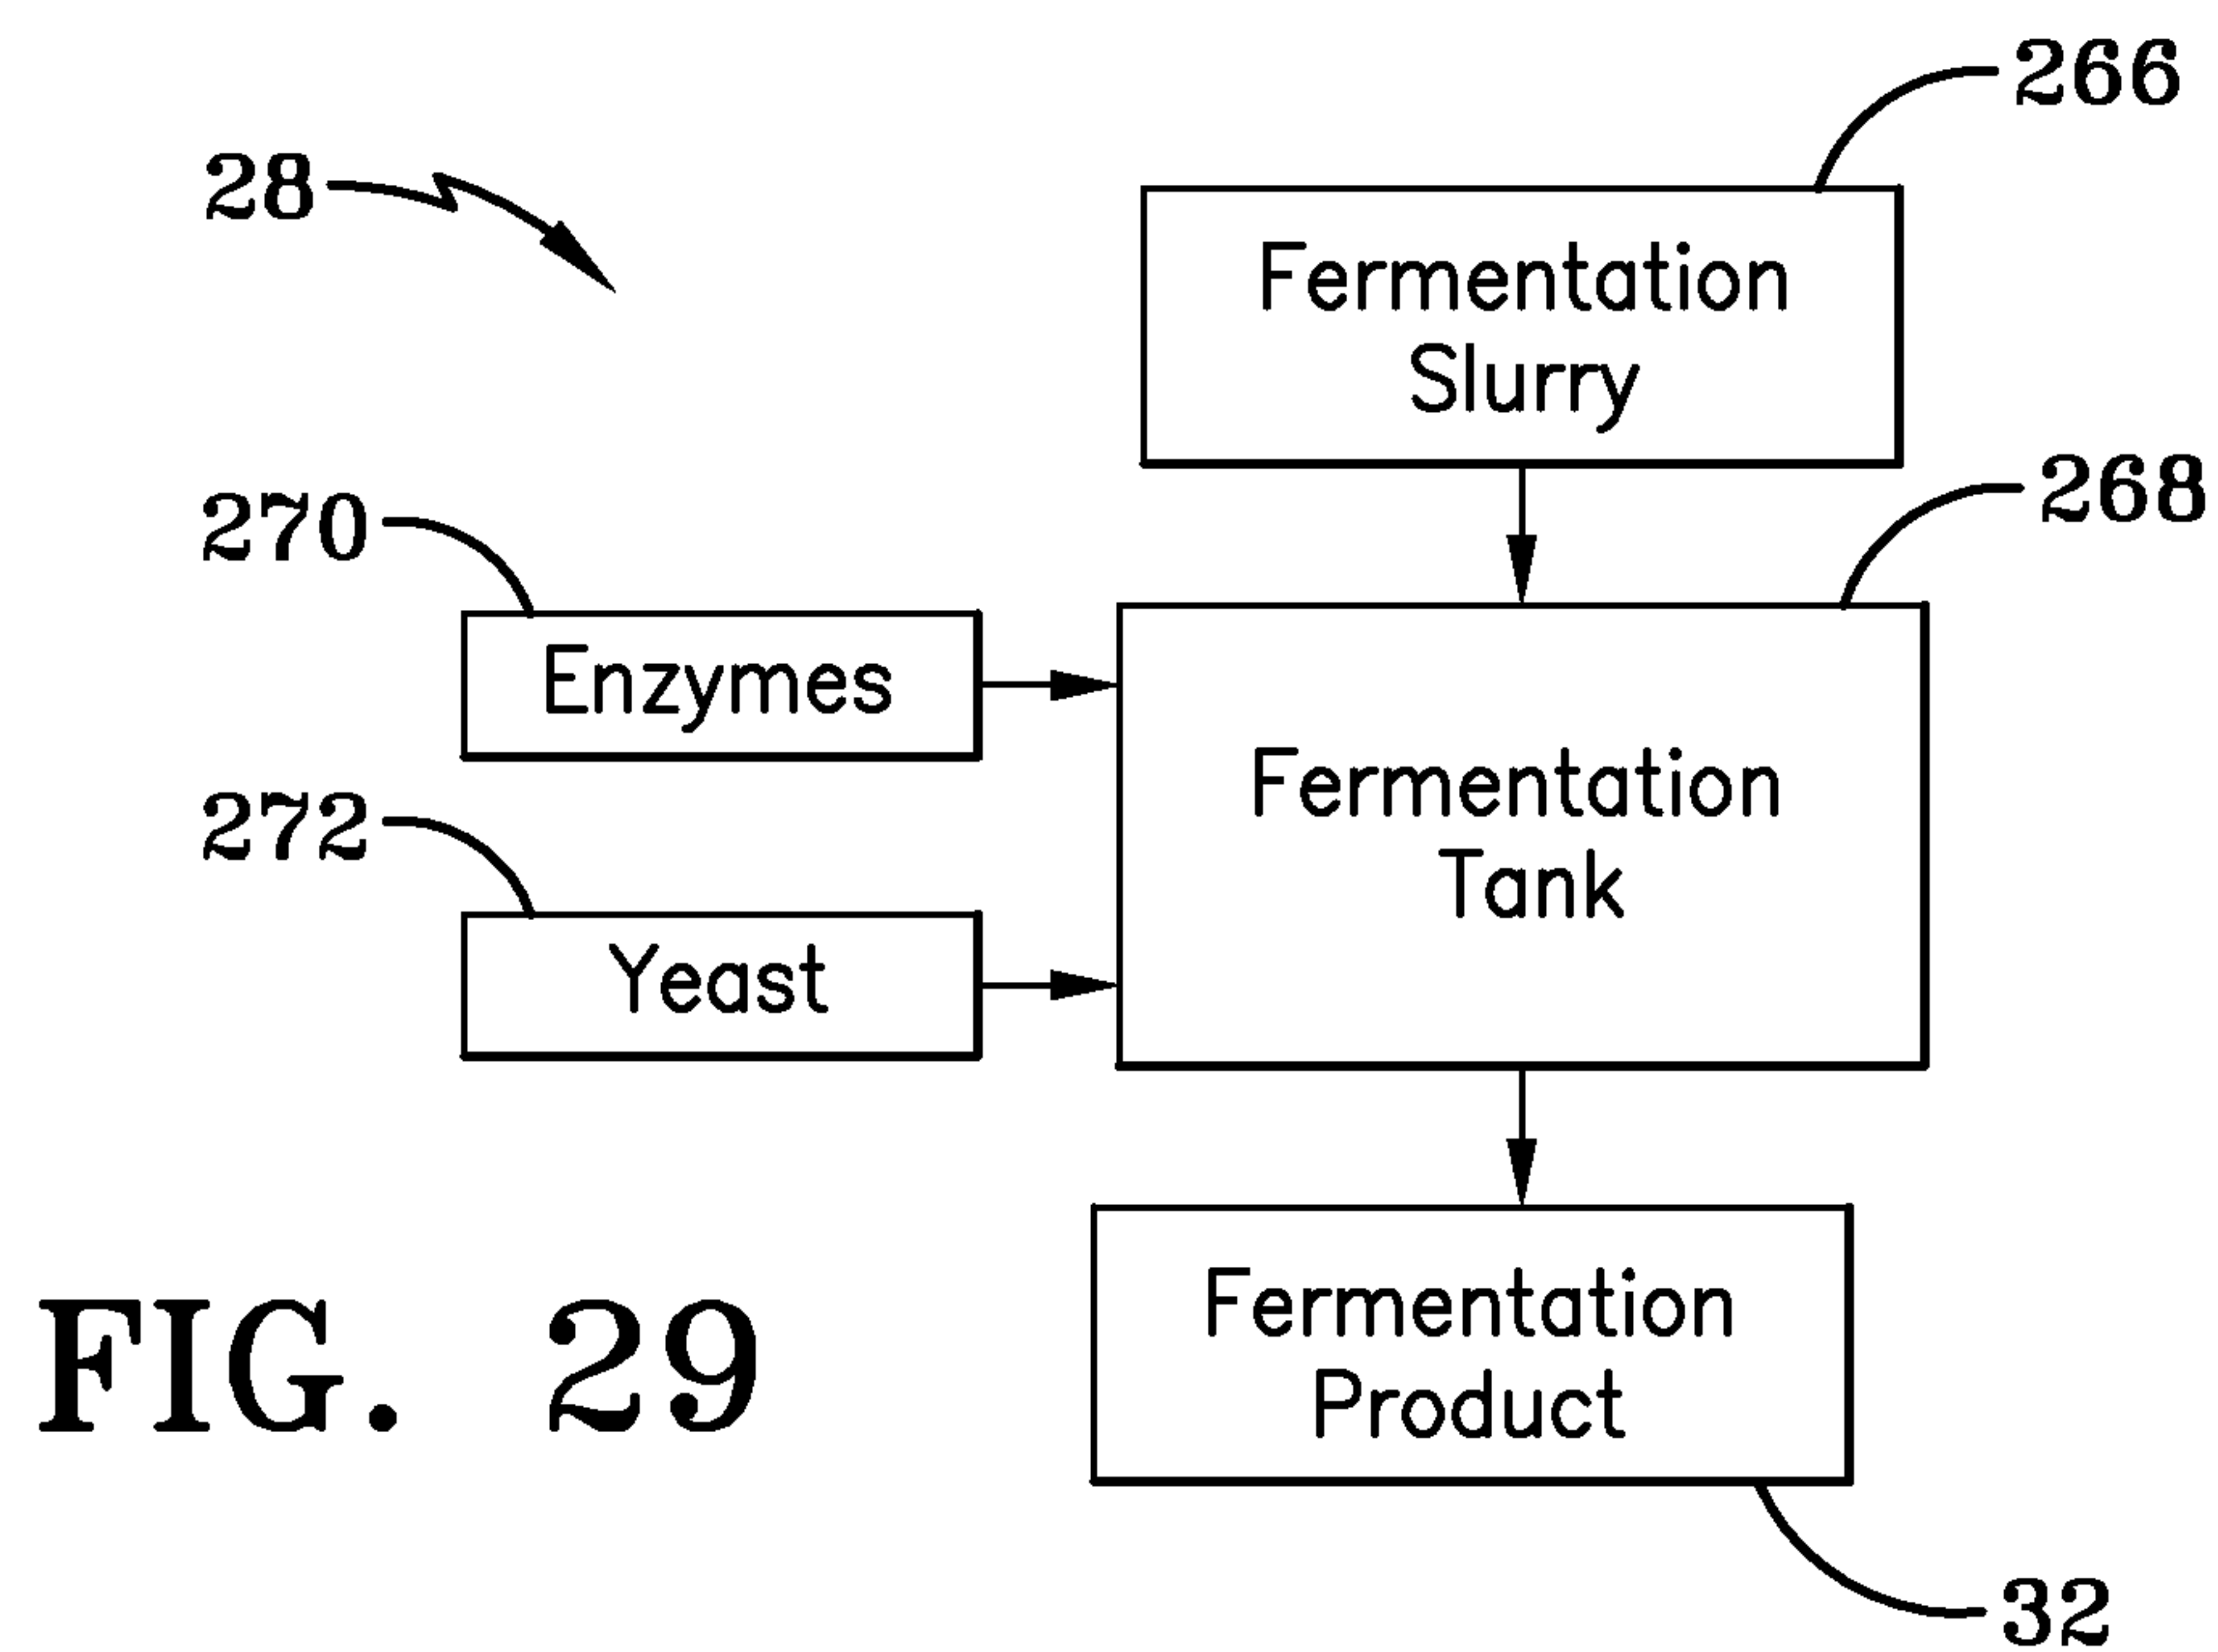 266
28
Fermentation
Slurry
268
270
Enzymes
Fermentation
Tank
272
Yeast
Fermentation
Product
FIG. 29
32